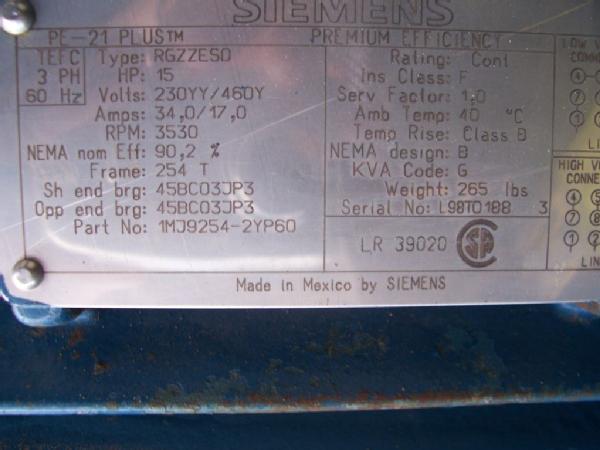 SIEMENS
PE-21 PLUS™ PREMIUM EFFICIENCY
TEFC
3 PH
60 Hz
Type: RGZZESD
HP: 15
Volts: 230YY/460Y
Amps: 34,0/17,0
RPM: 3530
NEMA nom Eff: 90,2 %
Frame: 254 T
Sh end brg: 45BC03JP3
Opp end brg: 45BC03JP3
Part No: 1MJ9254-2YP60
Rating: Cont
Ins Class: F
Serv Factor: 1,0
Amb Temp: 40 °C
Temp Rise: Class B
NEMA design: B
KVA Code: G
Weight: 265 lbs
Serial No: L98T0188 3
LR 39020
Made in Mexico by SIEMENS
LOW
HIGH